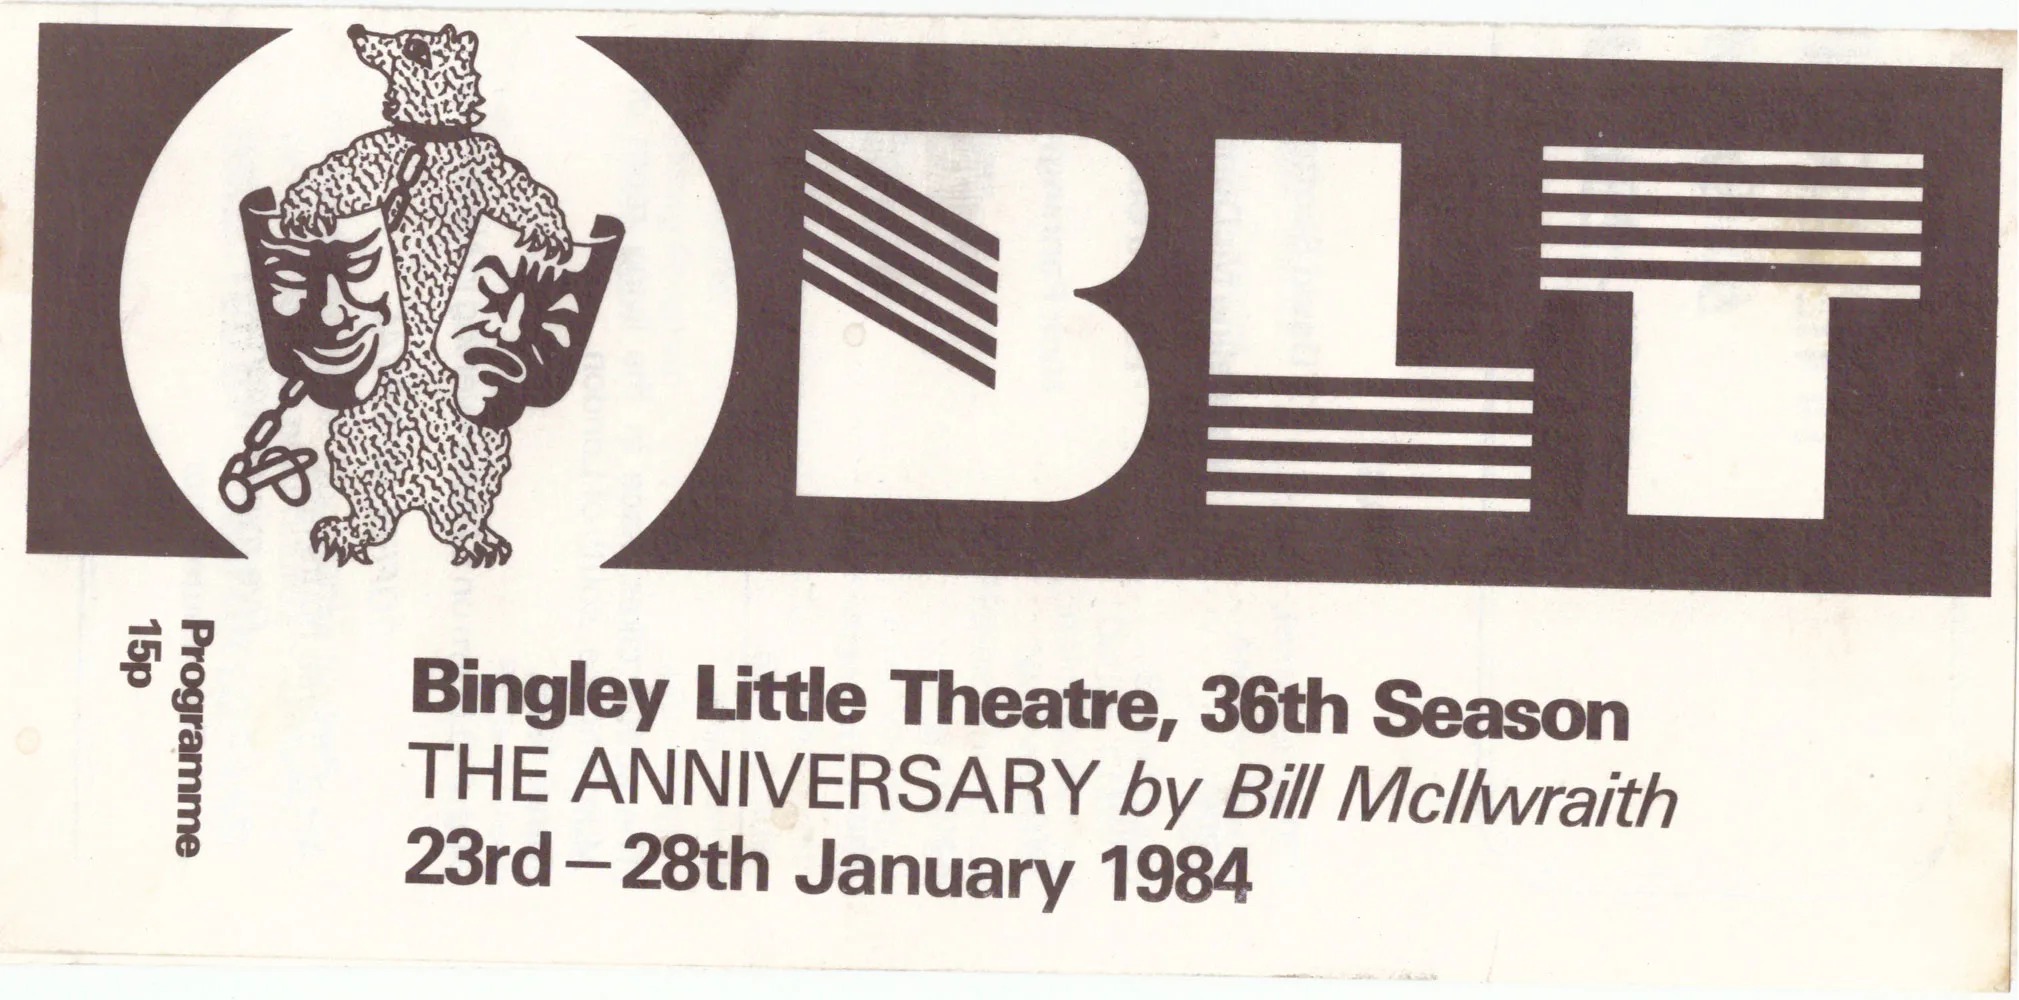 BLT
Programme
15p
Bingley Little Theatre, 36th Season
THE ANNIVERSARY by Bill McIlwraith
23rd – 28th January 1984